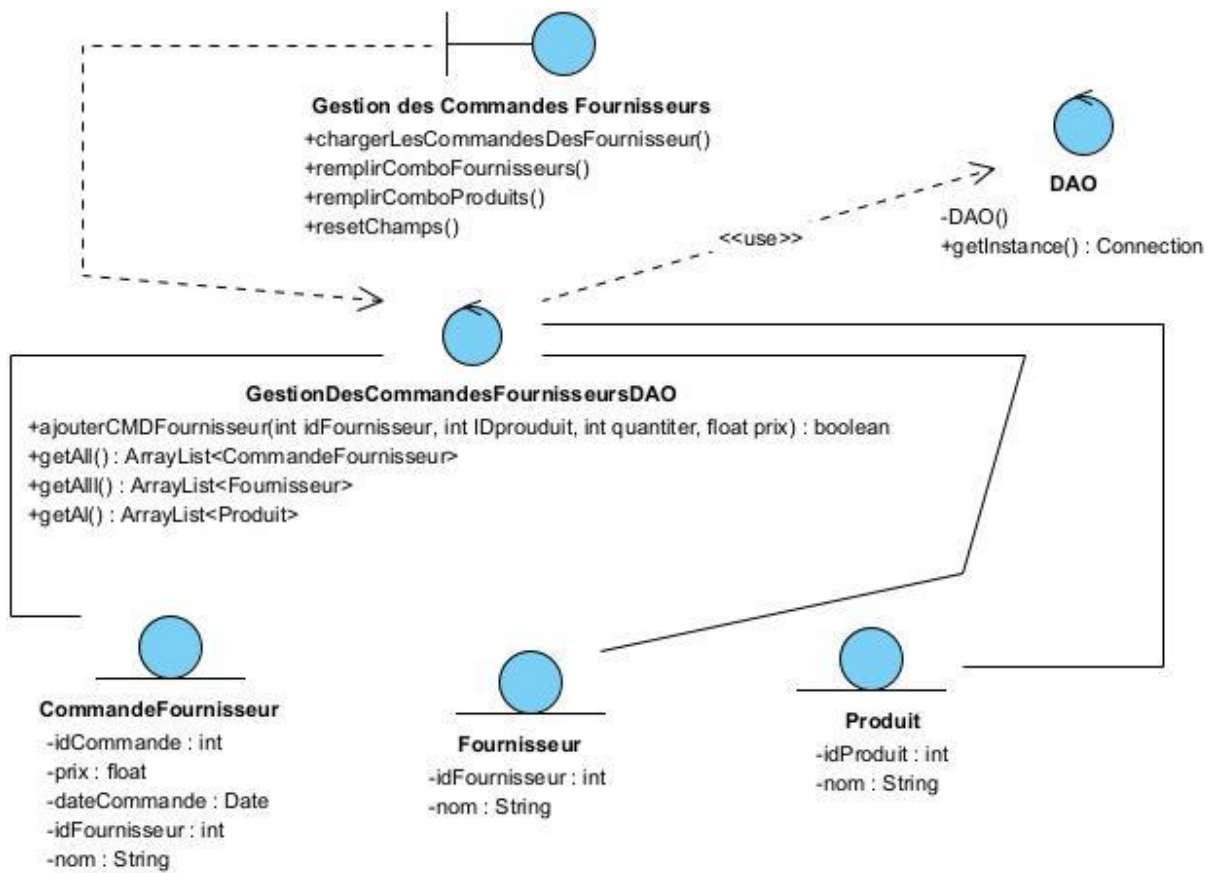 Gestion des Commandes Fournisseurs
+chargerLesCommandesDesFournisseur()
+remplirComboFournisseurs()
+remplirComboProduits()
+resetChamps()
DAO
-DAO()
+getInstance() : Connection
<<use>>
GestionDesCommandesFournisseursDAO
+ajouterCMDFournisseur(int idFournisseur, int IDprouduit, int quantiter, float prix) : boolean
+getAll() : ArrayList<CommandeFournisseur>
+getAlll() : ArrayList<Fournisseur>
+getAl() : ArrayList<Produit>
CommandeFournisseur
-idCommande : int
-prix : float
-dateCommande : Date
-idFournisseur : int
-nom : String
Fournisseur
-idFournisseur : int
-nom : String
Produit
-idProduit : int
-nom : String